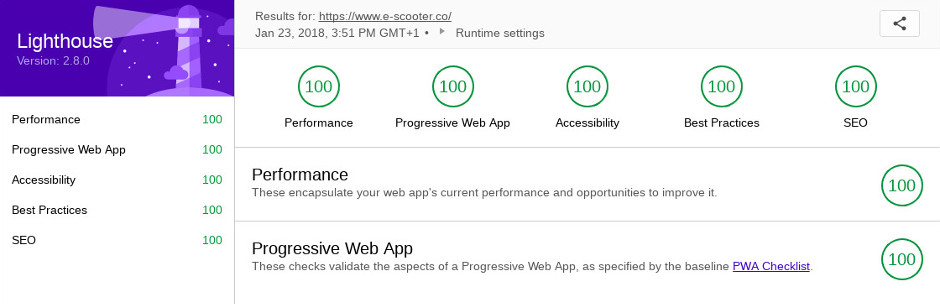 Lighthouse
Version: 2.8.0
Performance 100
Progressive Web App 100
Accessibility 100
Best Practices 100
SEO 100
Results for: https://www.e-scooter.co/
Jan 23, 2018, 3:51 PM GMT+1 • Runtime settings
100 100 100 100 100
Performance Progressive Web App Accessibility Best Practices SEO
Performance
These encapsulate your web app's current performance and opportunities to improve it.
100
Progressive Web App
These checks validate the aspects of a Progressive Web App, as specified by the baseline PWA Checklist.
100